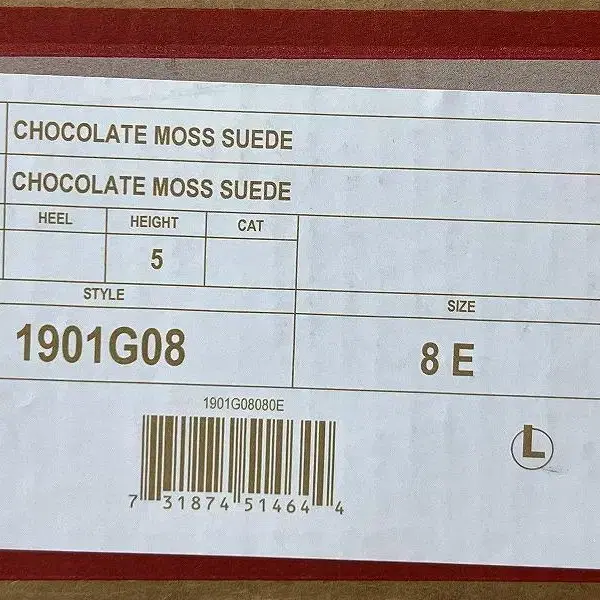 CHOCOLATE MOSS SUEDE
CHOCOLATE MOSS SUEDE
HEEL HEIGHT CAT
5
STYLE SIZE
1901G08 8 E
1901G08080E
L
7 31874 51464 4